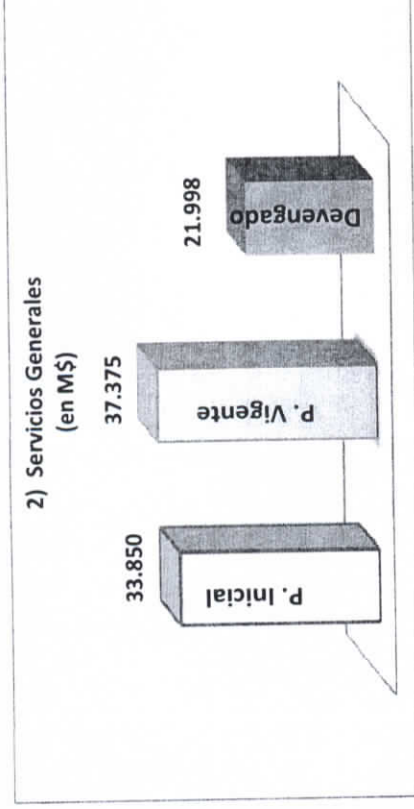 2) Servicios Generales
(en M$)
33.850
37.375
21.998
P. Inicial
P. Vigente
Devengado